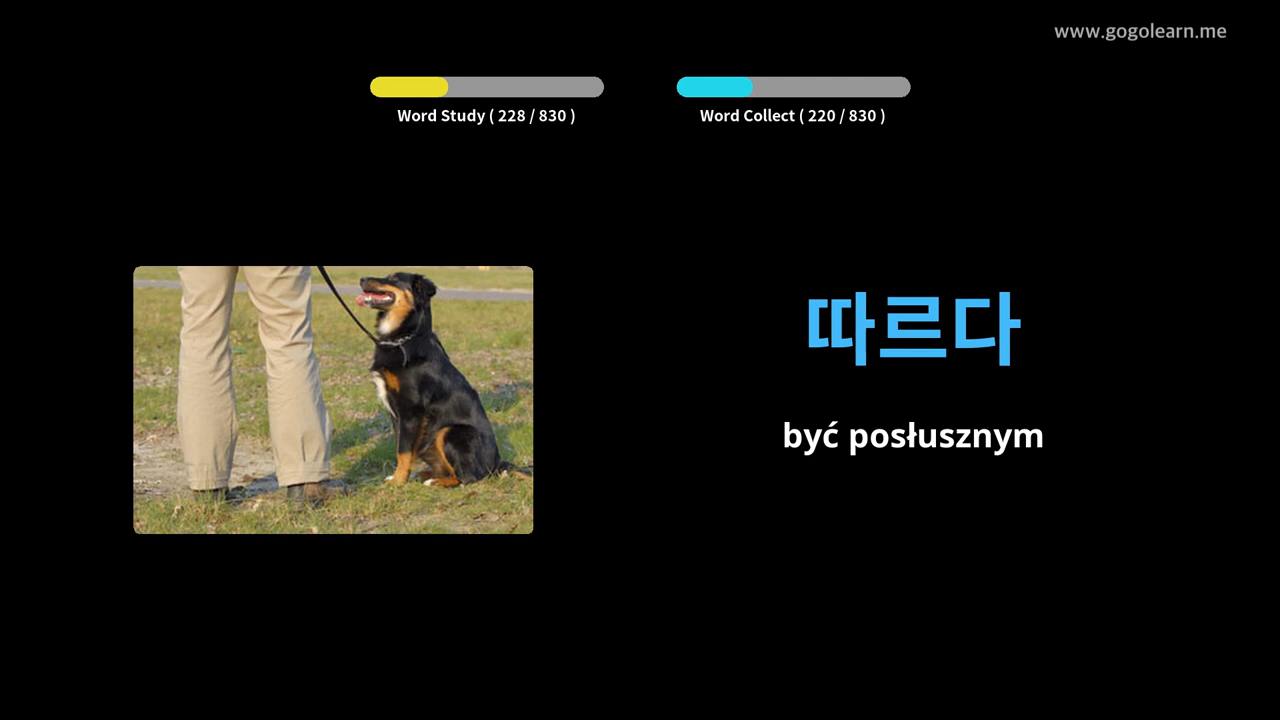 www.gogolearn.me
Word Study ( 228 / 830 )
Word Collect ( 220 / 830 )
따르다
być posłusznym